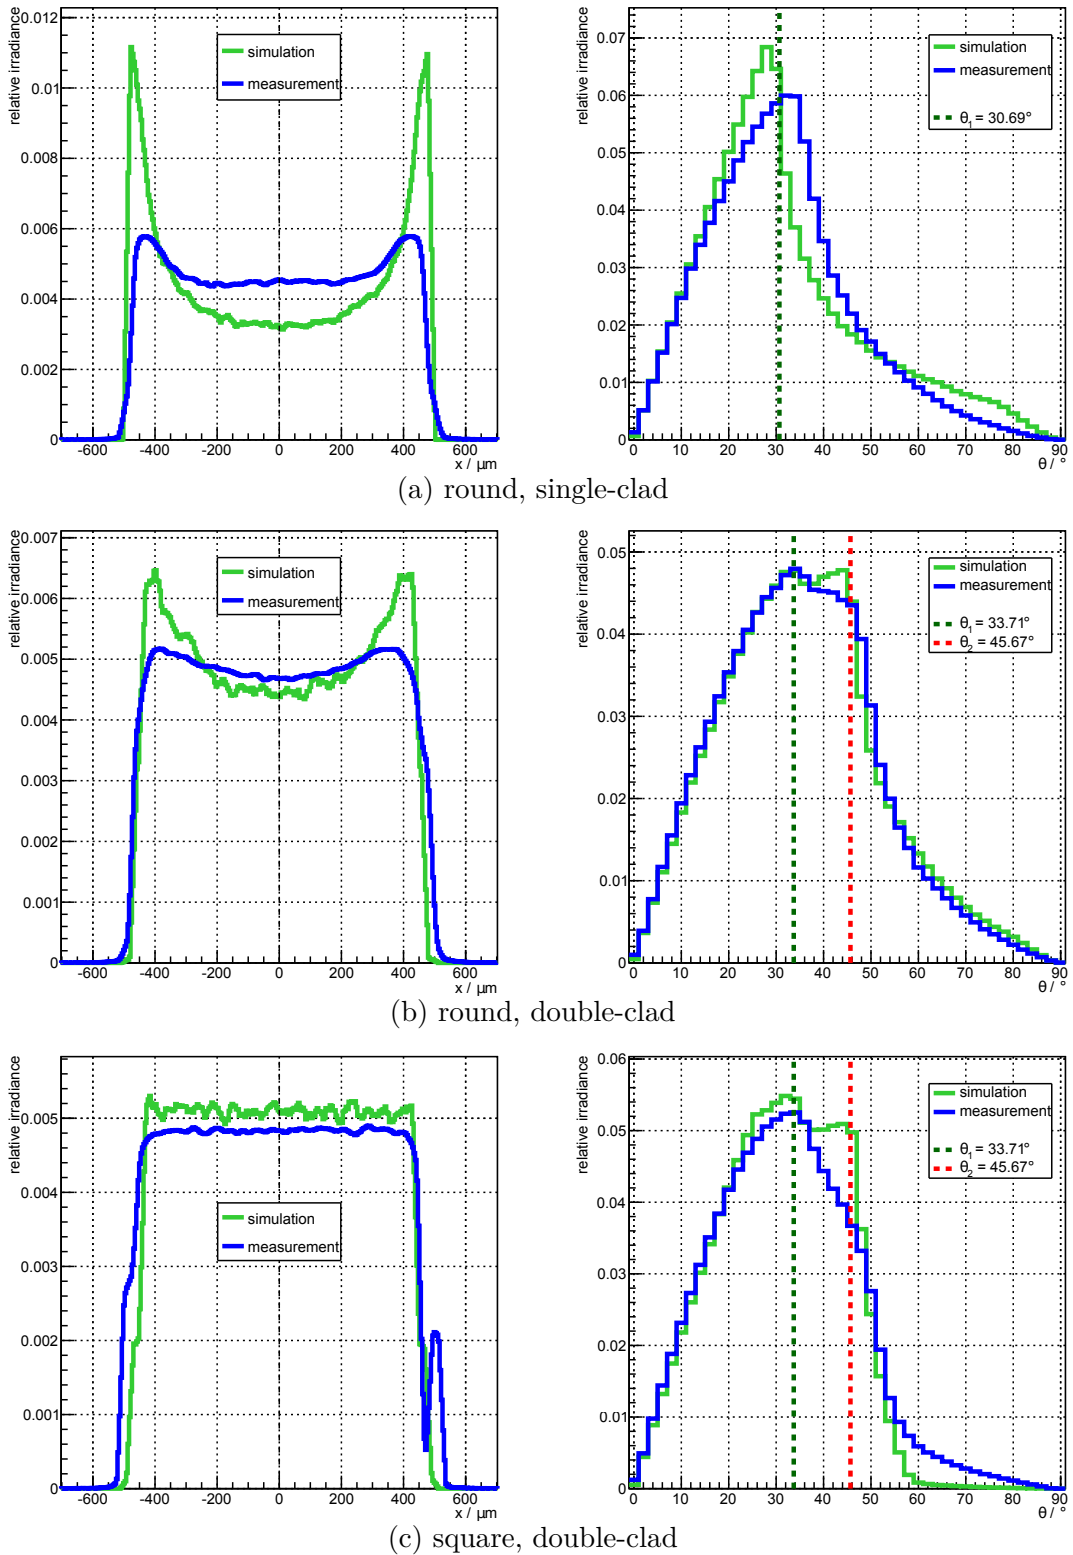 relative irradiance
0.012
0.01
0.008
0.006
0.004
0.002
0
simulation
measurement
-600 -400 -200 0 200 400 600
x / µm
relative irradiance
0.07
0.06
0.05
0.04
0.03
0.02
0.01
0
simulation
measurement
θ₁ = 30.69°
0 10 20 30 40 50 60 70 80 90
θ / °
(a) round, single-clad
relative irradiance
0.007
0.006
0.005
0.004
0.003
0.002
0.001
0
simulation
measurement
-600 -400 -200 0 200 400 600
x / µm
relative irradiance
0.05
0.04
0.03
0.02
0.01
0
simulation
measurement
θ₁ = 33.71°
θ₂ = 45.67°
0 10 20 30 40 50 60 70 80 90
θ / °
(b) round, double-clad
relative irradiance
0.005
0.004
0.003
0.002
0.001
0
simulation
measurement
-600 -400 -200 0 200 400 600
x / µm
relative irradiance
0.06
0.05
0.04
0.03
0.02
0.01
0
simulation
measurement
θ₁ = 33.71°
θ₂ = 45.67°
0 10 20 30 40 50 60 70 80 90
θ / °
(c) square, double-clad